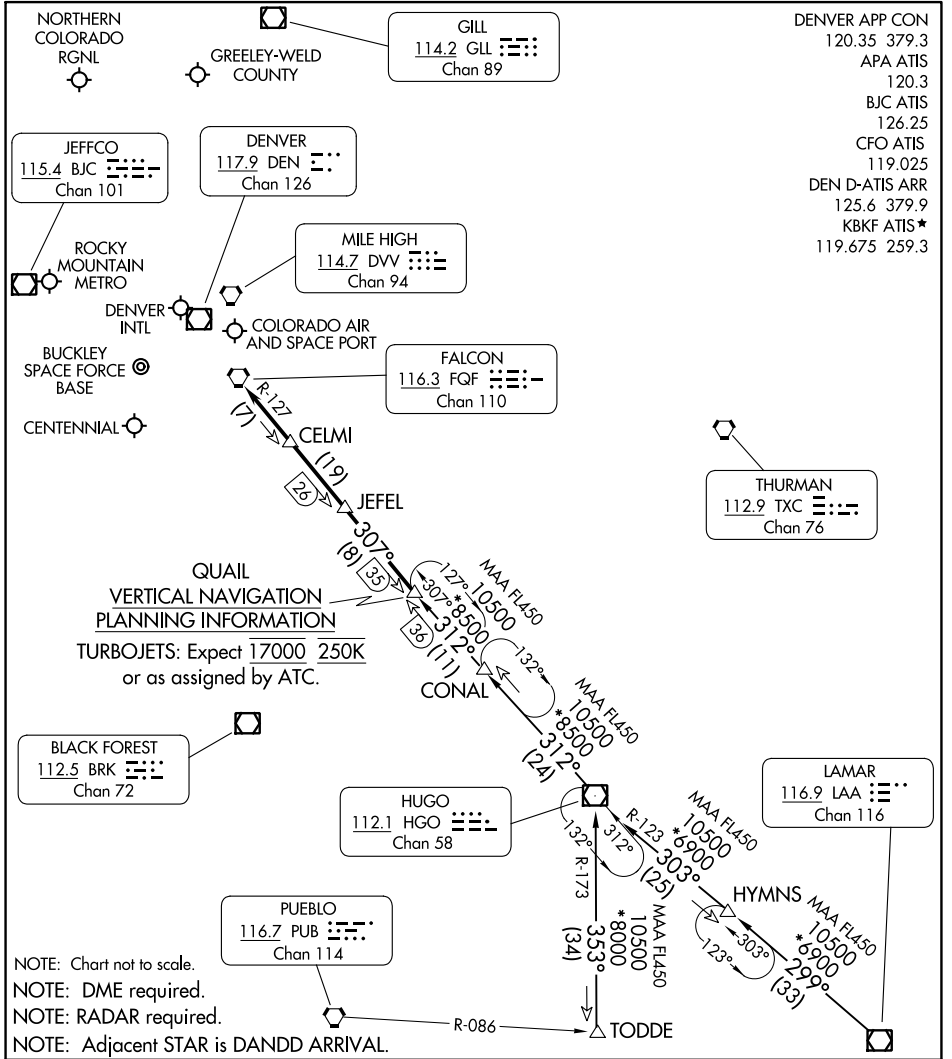 NORTHERN
COLORADO
RGNL
GREELEY-WELD
COUNTY
GILL
114.2 GLL
Chan 89
DENVER APP CON
120.35 379.3
APA ATIS
120.3
BJC ATIS
126.25
CFO ATIS
119.025
DEN D-ATIS ARR
125.6 379.9
KBKF ATIS★
119.675 259.3
JEFFCO
115.4 BJC
Chan 101
DENVER
117.9 DEN
Chan 126
MILE HIGH
114.7 DVV
Chan 94
ROCKY
MOUNTAIN
METRO
DENVER
INTL
COLORADO AIR
AND SPACE PORT
BUCKLEY
SPACE FORCE
BASE
FALCON
116.3 FQF
Chan 110
CENTENNIAL
R-127
(7)
CELMI
(19)
26
JEFEL
THURMAN
112.9 TXC
Chan 76
307°
(8)
35
QUAIL
VERTICAL NAVIGATION
PLANNING INFORMATION
TURBOJETS: Expect 17000 250K
or as assigned by ATC.
127°
307°
MAA FL450
10500
*8500
312°
(11)
36
CONAL
132°
MAA FL450
10500
*8500
312°
(24)
BLACK FOREST
112.5 BRK
Chan 72
HUGO
112.1 HGO
Chan 58
132°
312°
LAMAR
116.9 LAA
Chan 116
R-123
MAA FL450
10500
*6900
303°
(25)
HYMNS
303°
123°
MAA FL450
10500
*6900
299°
(33)
R-173
MAA FL450
10500
*8000
353°
(34)
PUEBLO
116.7 PUB
Chan 114
R-086
TODDE
NOTE: Chart not to scale.
NOTE: DME required.
NOTE: RADAR required.
NOTE: Adjacent STAR is DANDD ARRIVAL.